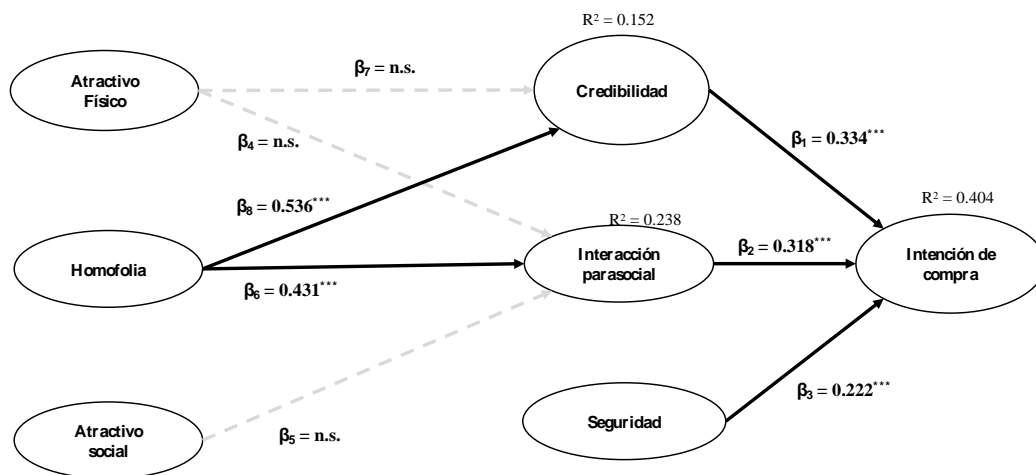 R² = 0.152
Atractivo
Físico
β₇ = n.s.
Credibilidad
β₄ = n.s.
β₁ = 0.334***
β₈ = 0.536***
R² = 0.404
R² = 0.238
Homofolia
Interacción
parasocial
β₂ = 0.318***
Intención de
compra
β₆ = 0.431***
β₃ = 0.222***
Atractivo
social
β₅ = n.s.
Seguridad